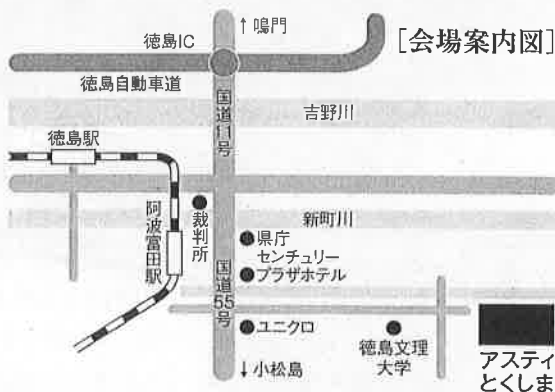 ↑鳴門
[会場案内図]
徳島IC
徳島自動車道
国道11号
吉野川
徳島駅
阿波富田駅
裁判所
新町川
県庁
センチュリー
プラザホテル
国道55号
ユニクロ
徳島文理
大学
↓小松島
アスティ
とくしま